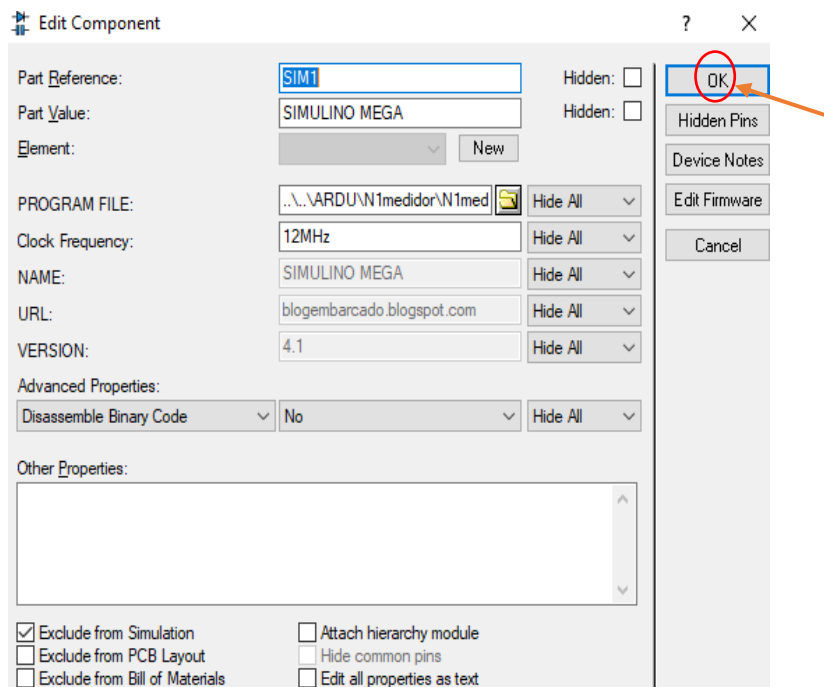 Edit Component ?
Part Reference: SIM1 Hidden: OK
Part Value: SIMULINO MEGA Hidden: Hidden Pins
Element: New Device Notes
PROGRAM FILE: ..\..\ARDU\N1medidor\N1med Hide All Edit Firmware
Clock Frequency: 12MHz Hide All Cancel
NAME: SIMULINO MEGA Hide All
URL: blogembarcado.blogspot.com Hide All
VERSION: 4.1 Hide All
Advanced Properties:
Disassemble Binary Code No Hide All
Other Properties:
Exclude from Simulation Attach hierarchy module
Exclude from PCB Layout Hide common pins
Exclude from Bill of Materials Edit all properties as text